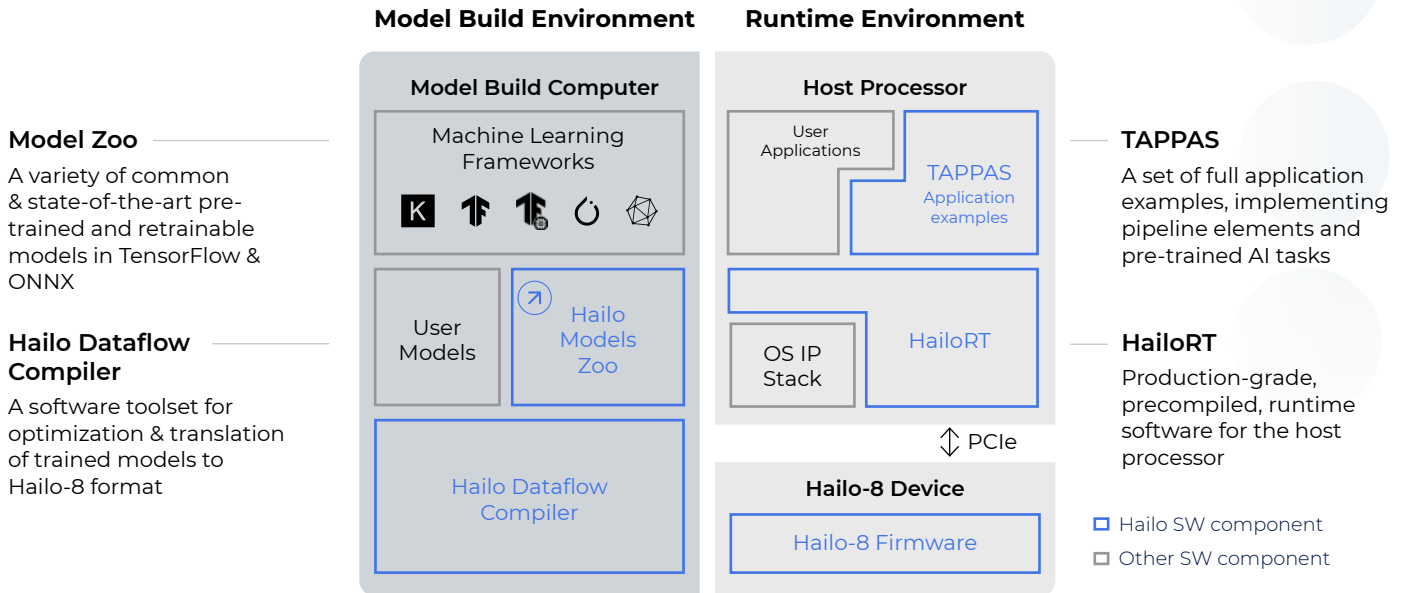 Model Build Environment
Runtime Environment
Model Build Computer
Host Processor
Model Zoo
A variety of common
& state-of-the-art pre-
trained and retrainable
models in TensorFlow &
ONNX
Hailo Dataflow
Compiler
A software toolset for
optimization & translation
of trained models to
Hailo-8 format
Machine Learning
Frameworks
K
User
Models
Hailo
Models
Zoo
Hailo Dataflow
Compiler
User
Applications
TAPPAS
Application
examples
HailoRT
OS IP
Stack
PCIe
Hailo-8 Device
Hailo-8 Firmware
TAPPAS
A set of full application
examples, implementing
pipeline elements and
pre-trained AI tasks
HailoRT
Production-grade,
precompiled, runtime
software for the host
processor
Hailo SW component
Other SW component